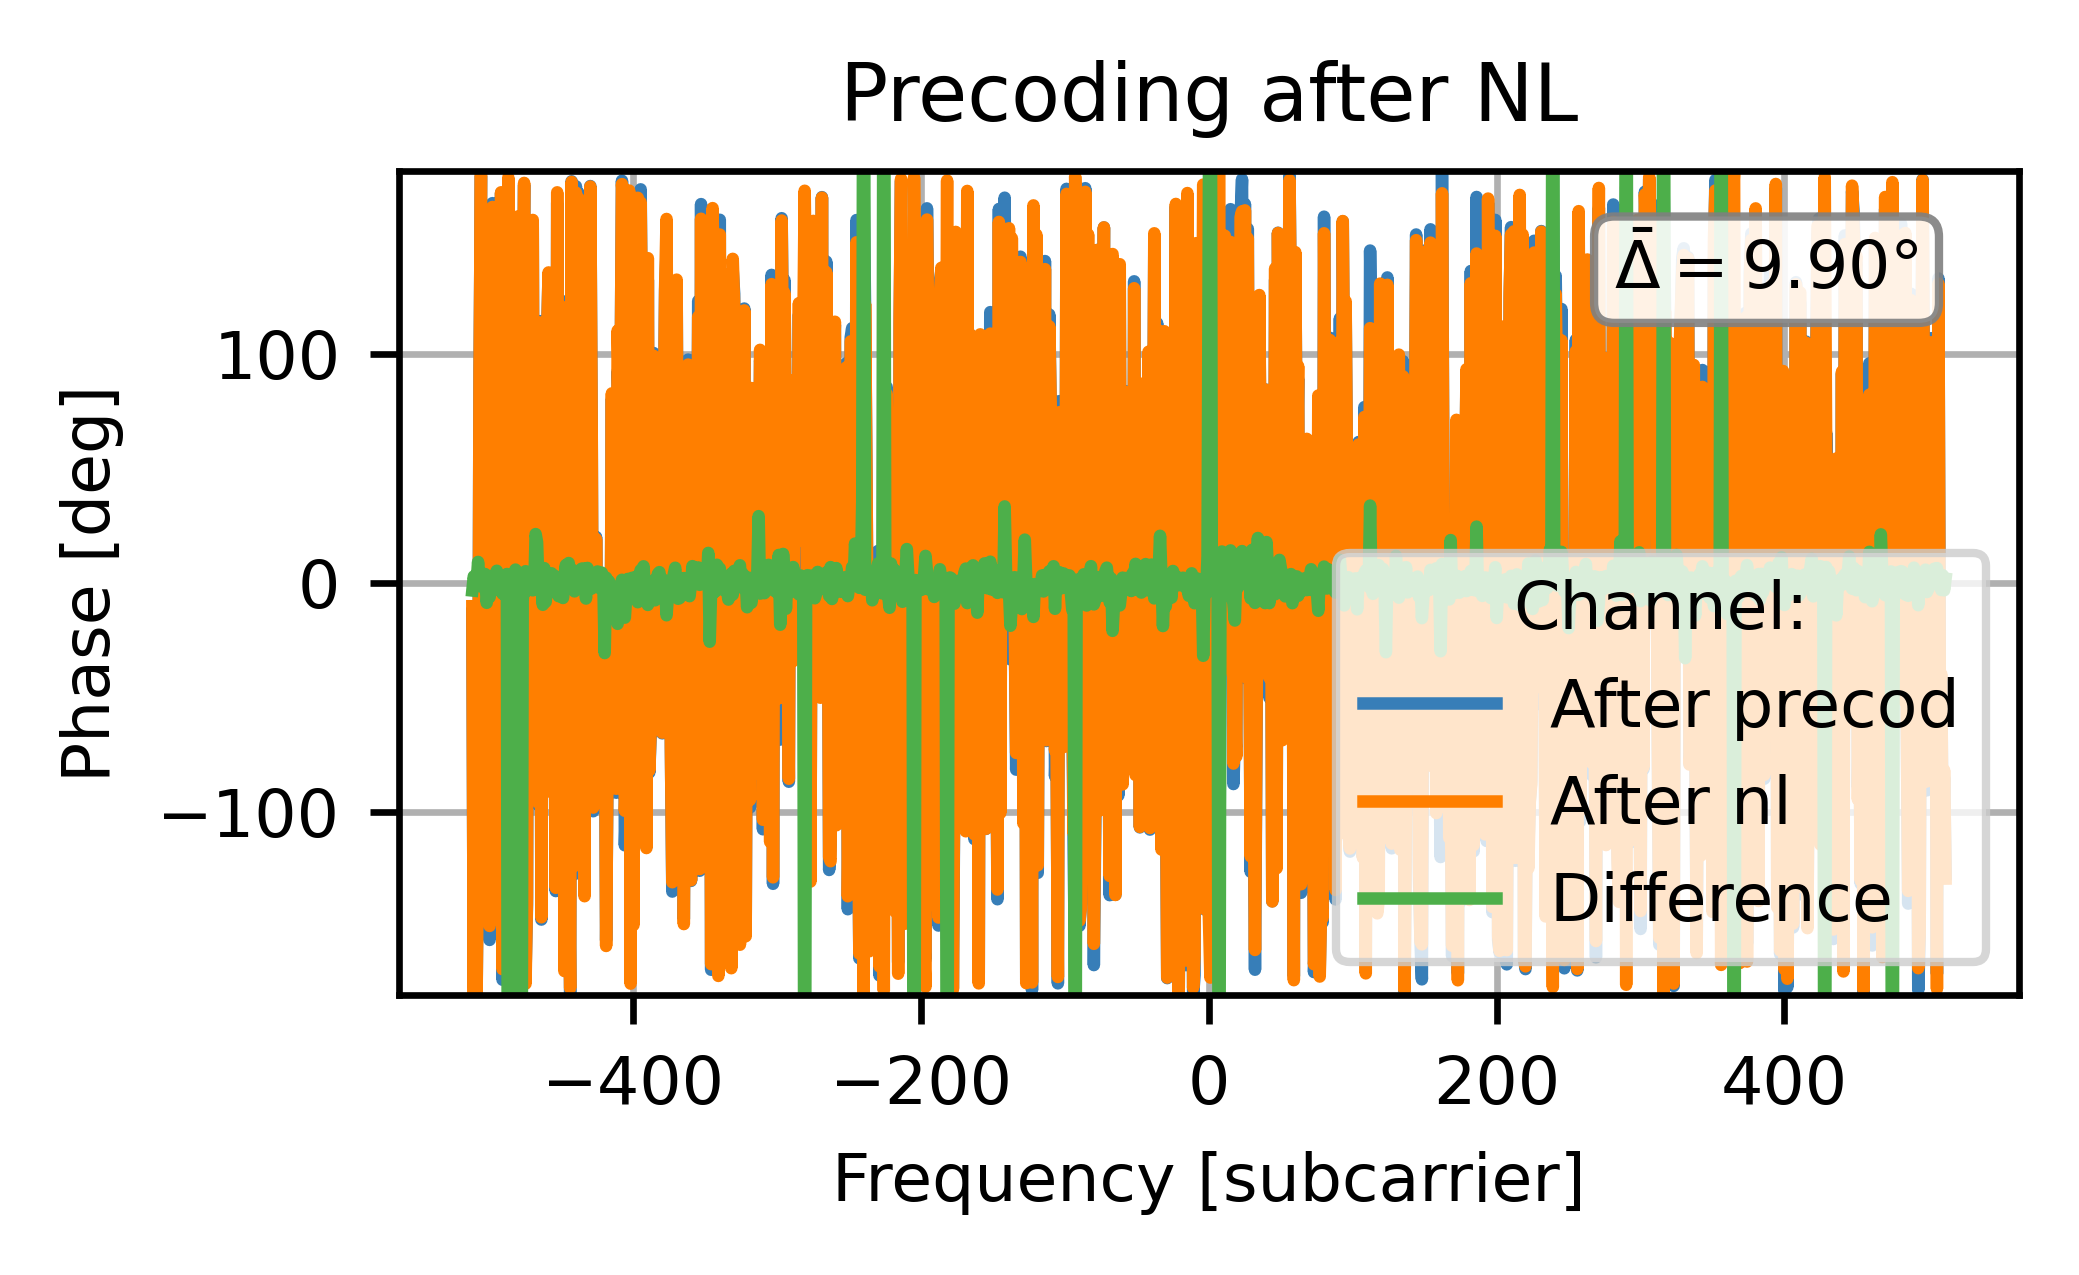 Precoding after NL
Δ̄ = 9.90°
Phase [deg]
100
0
−100
Channel:
After precod
After nl
Difference
−400 −200 0 200 400
Frequency [subcarrier]